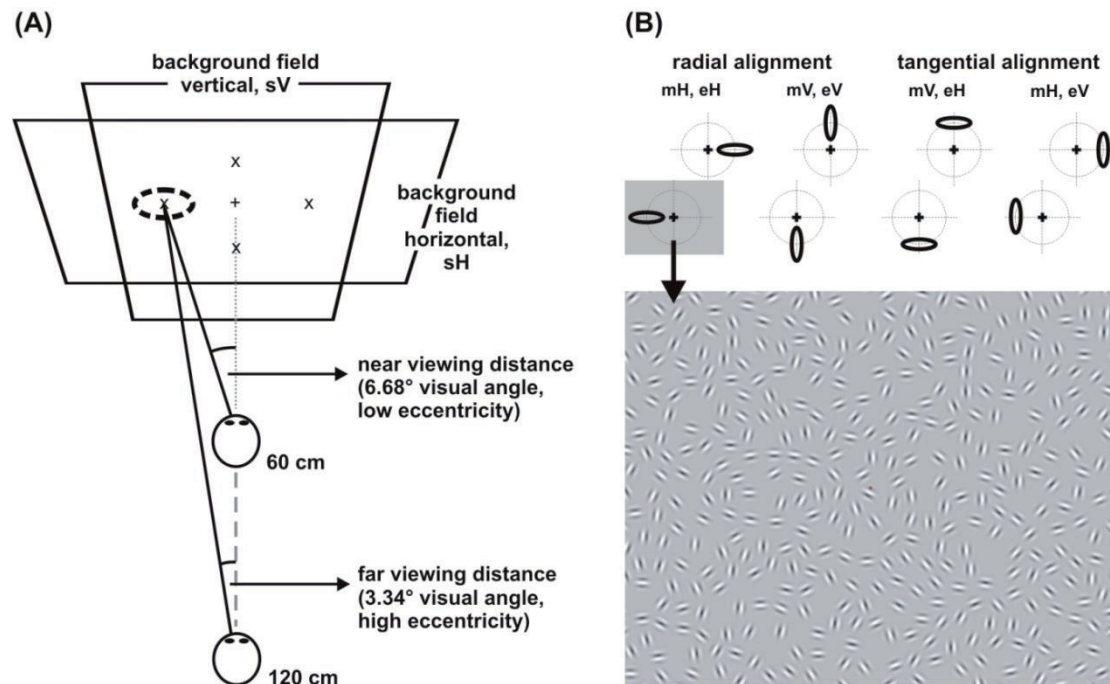 (A)
background field
vertical, sV
x
x
+
x
background
field
horizontal,
sH
x
near viewing distance
(6.68° visual angle,
low eccentricity)
60 cm
far viewing distance
(3.34° visual angle,
high eccentricity)
120 cm
(B)
radial alignment
tangential alignment
mH, eH
mV, eV
mV, eH
mH, eV